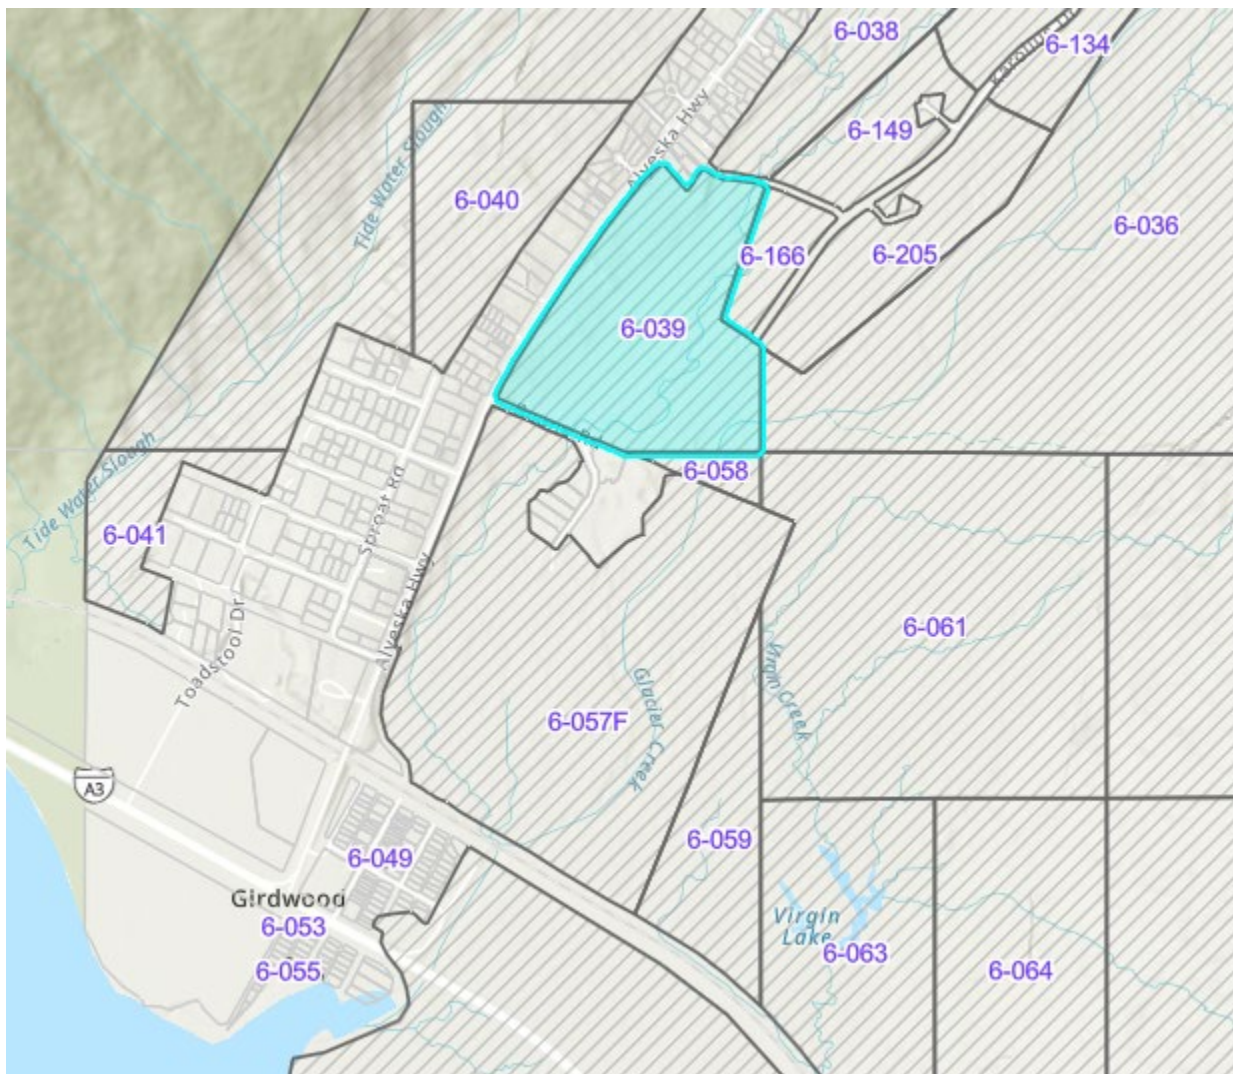 6-038
6-134
Alyeska Hwy
6-149
Tide Water Slough
6-040
6-036
6-166
6-205
6-039
6-058
Tide Water Slough
6-041
Sproat Rd
Alyeska Hwy
6-061
Toadstool Dr
Virgin Creek
Glacier Creek
6-057F
A3
6-059
6-049
Girdwood
Virgin
Lake
6-053
6-063
6-055
6-064